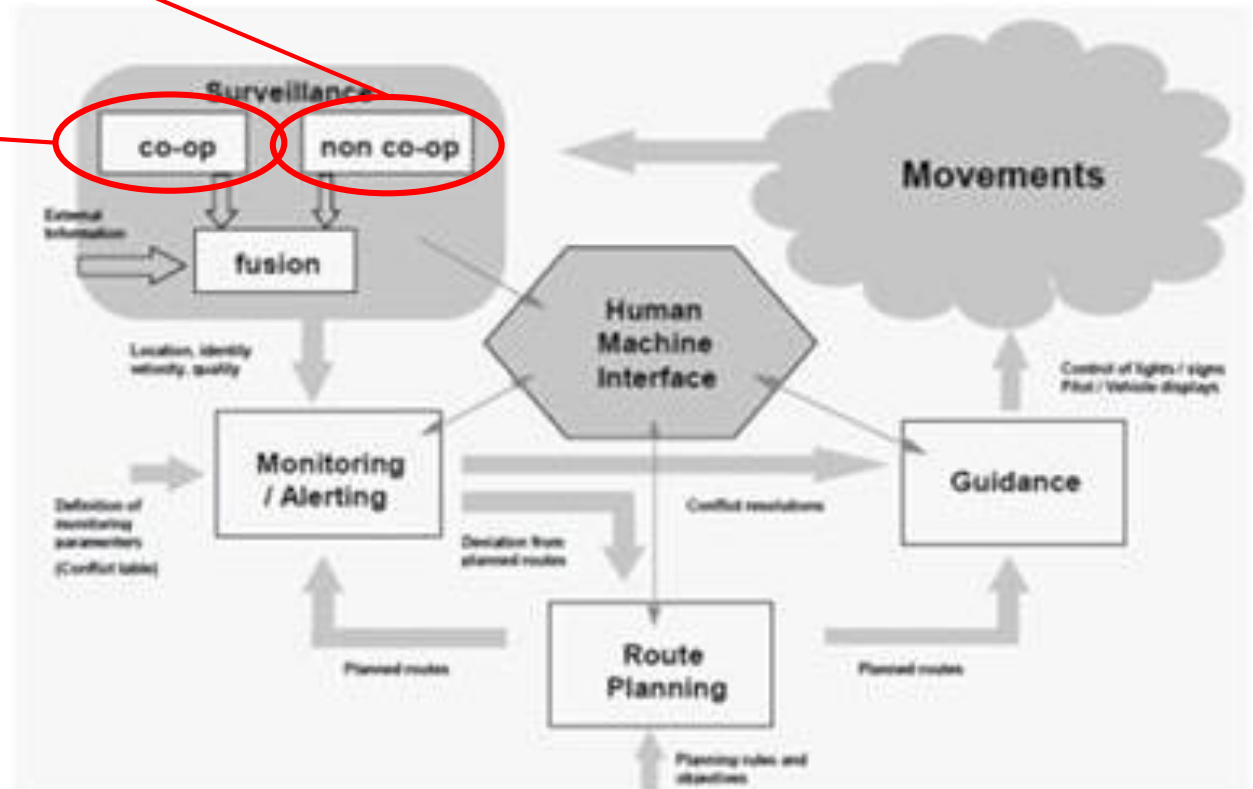 Surveillance
co-op
non co-op
Movements
External
Information
fusion
Human
Machine
Interface
Location, identity
velocity, quality
Control of lights / signs
Pilot / Vehicle displays
Monitoring
/ Alerting
Guidance
Definition of
monitoring
paramenters
(Conflict table)
Conflict resolutions
Deviation from
planned routes
Planned routes
Route
Planning
Planned routes
Planning rules and
objectives